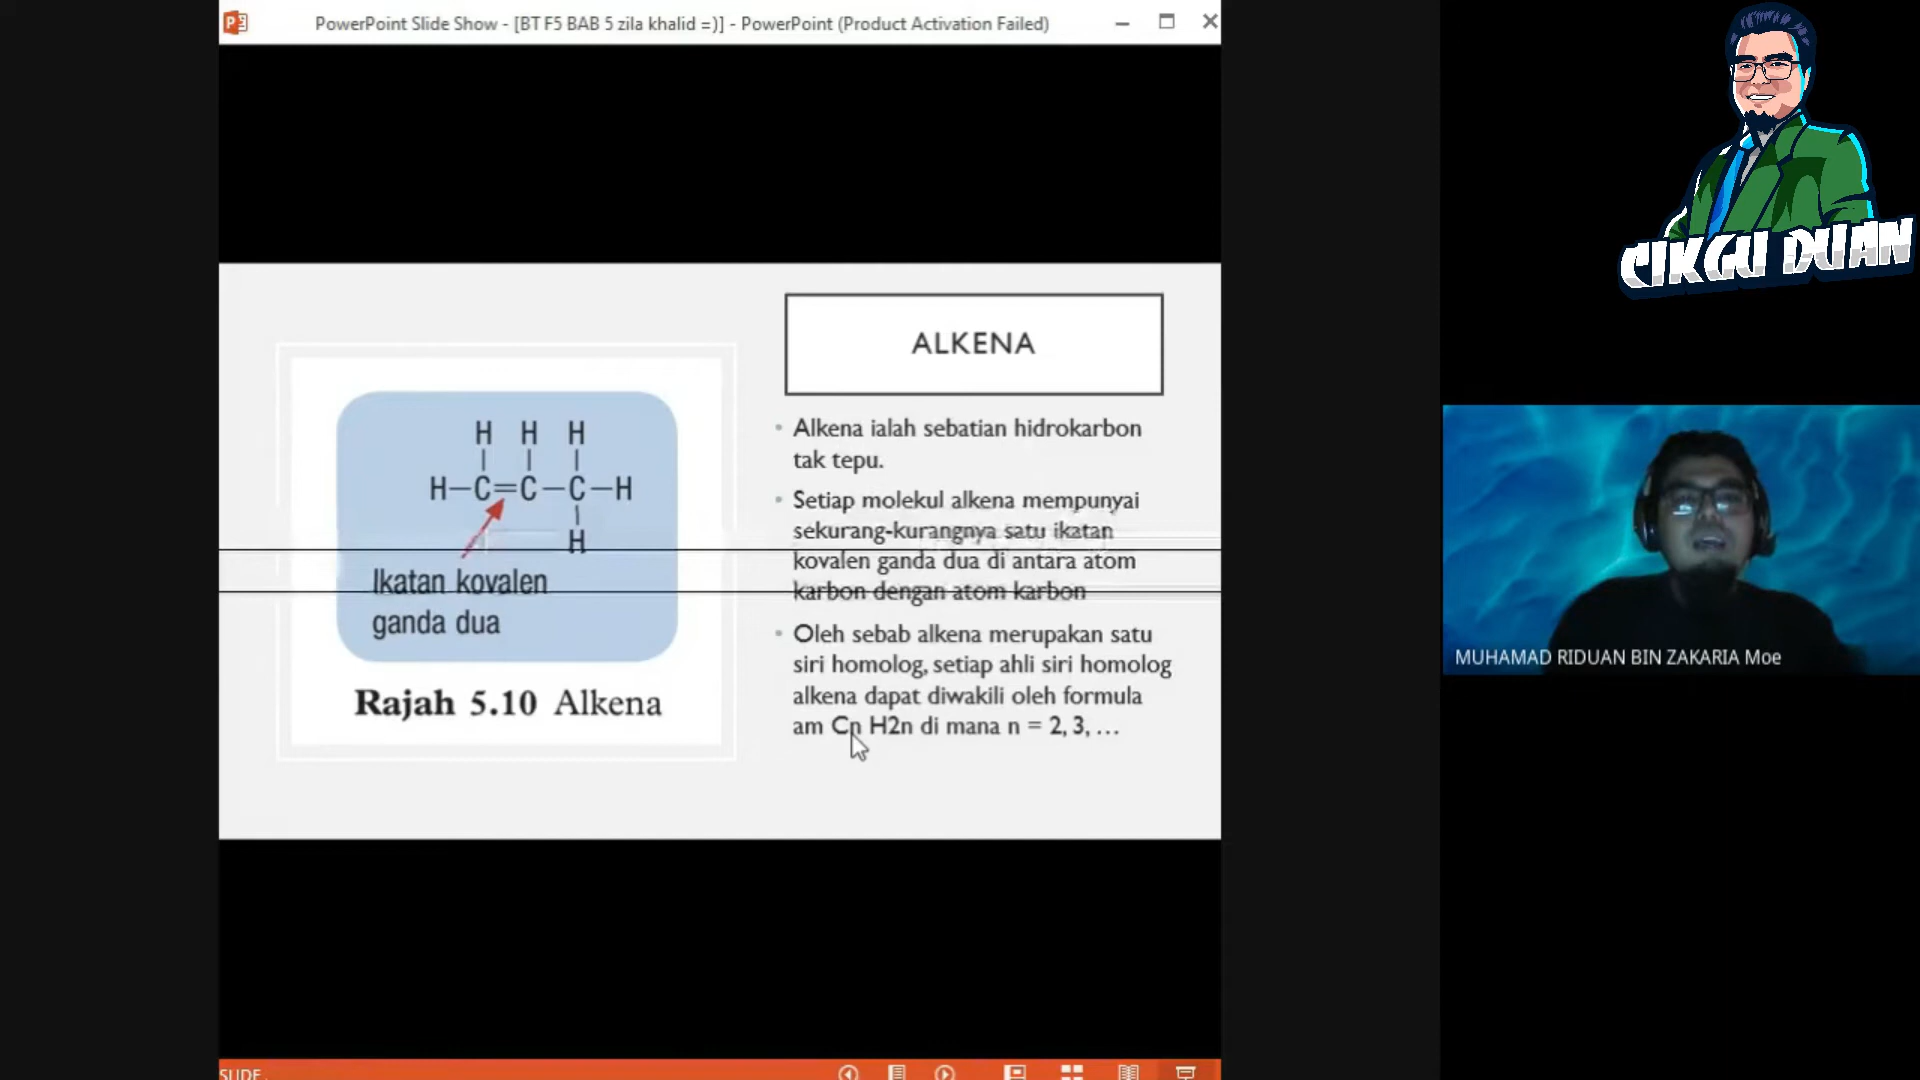 PowerPoint Slide Show - [BT F5 BAB 5 zila khalid =)] - PowerPoint (Product Activation Failed)
CIKGU DUAN
ALKENA
H H H
H-C=C-C-H
H
Ikatan kovalen
ganda dua
Rajah 5.10 Alkena
• Alkena ialah sebatian hidrokarbon
tak tepu.
• Setiap molekul alkena mempunyai
sekurang-kurangnya satu ikatan
kovalen ganda dua di antara atom
karbon dengan atom karbon
• Oleh sebab alkena merupakan satu
siri homolog, setiap ahli siri homolog
alkena dapat diwakili oleh formula
am Cn H2n di mana n = 2, 3, ...
MUHAMAD RIDUAN BIN ZAKARIA Moe
SLIDE